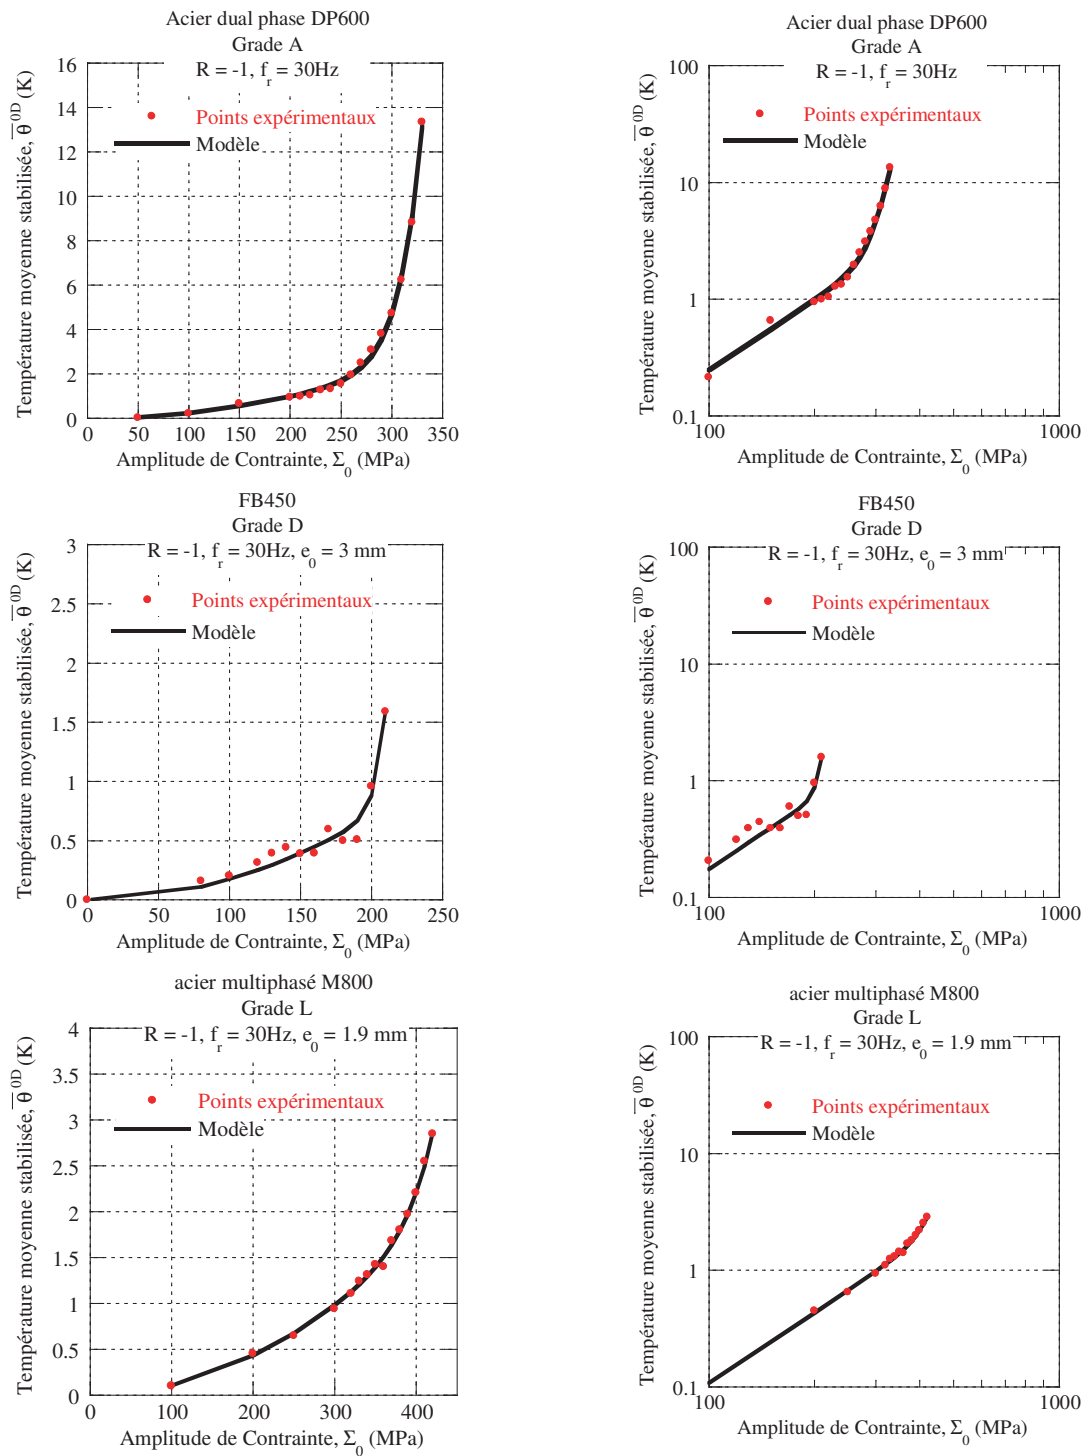 Acier dual phase DP600
Grade A
R = -1, f_r = 30Hz
Points expérimentaux
Modèle
Température moyenne stabilisée, θ̅^0D (K)
16
14
12
10
8
6
4
2
0
0 50 100 150 200 250 300 350
Amplitude de Contrainte, Σ_0 (MPa)
Acier dual phase DP600
Grade A
R = -1, f_r = 30Hz
Points expérimentaux
Modèle
Température moyenne stabilisée, θ̅^0D (K)
100
10
1
0.1
100 1000
Amplitude de Contrainte, Σ_0 (MPa)
FB450
Grade D
R = -1, f_r = 30Hz, e_0 = 3 mm
Points expérimentaux
Modèle
Température moyenne stabilisée, θ̅^0D (K)
3
2.5
2
1.5
1
0.5
0
0 50 100 150 200 250
Amplitude de Contrainte, Σ_0 (MPa)
FB450
Grade D
R = -1, f_r = 30Hz, e_0 = 3 mm
Points expérimentaux
Modèle
Température moyenne stabilisée, θ̅^0D (K)
100
10
1
0.1
100 1000
Amplitude de Contrainte, Σ_0 (MPa)
acier multiphasé M800
Grade L
R = -1, f_r = 30Hz, e_0 = 1.9 mm
Points expérimentaux
Modèle
Température moyenne stabilisée, θ̅^0D (K)
4
3.5
3
2.5
2
1.5
1
0.5
0
0 100 200 300 400
Amplitude de Contrainte, Σ_0 (MPa)
acier multiphasé M800
Grade L
R = -1, f_r = 30Hz, e_0 = 1.9 mm
Points expérimentaux
Modèle
Température moyenne stabilisée, θ̅^0D (K)
100
10
1
0.1
100 1000
Amplitude de Contrainte, Σ_0 (MPa)